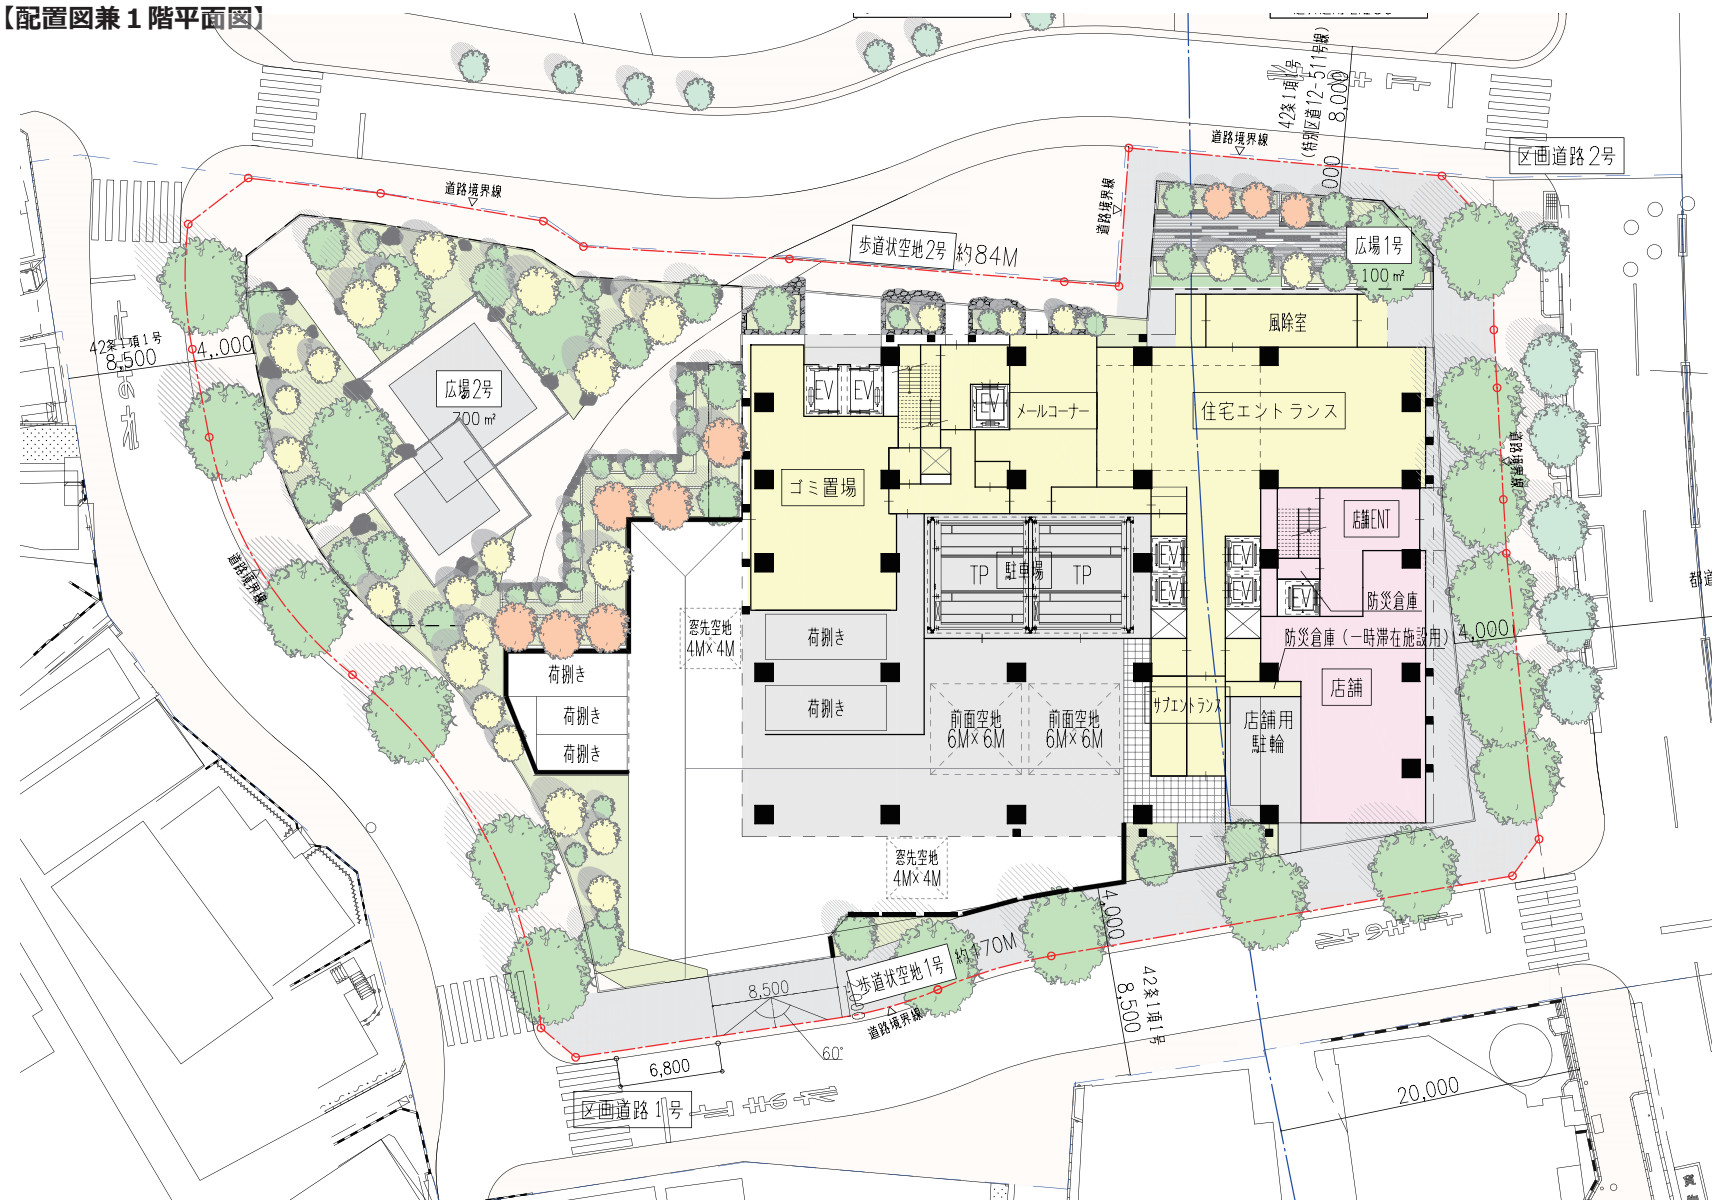 【配置図兼１階平面図】
42条1項1号
(特別区道12-511号線)
8,000
道路境界線
区画道路2号
道路境界線
道路境界線
歩道状空地2号
約84M
広場1号
100㎡
風除室
42条1項1号
8,500
4,000
広場2号
700㎡
EV
EV
EV
メールコーナー
住宅エントランス
道路境界線
ゴミ置場
店舗ENT
TP
駐車場
TP
EV
EV
EV
EV
EV
防災倉庫
道路境界線
窓先空地
4M×4M
荷捌き
防災倉庫（一時滞在施設用）
4,000
都道
荷捌き
荷捌き
荷捌き
荷捌き
前面空地
6M×6M
前面空地
6M×6M
サブエントランス
店舗用
駐輪
店舗
窓先空地
4M×4M
4,000
歩道状空地1号
約170M
8,500
道路境界線
60°
42条1項1号
8,500
6,800
区画道路1号
20,000